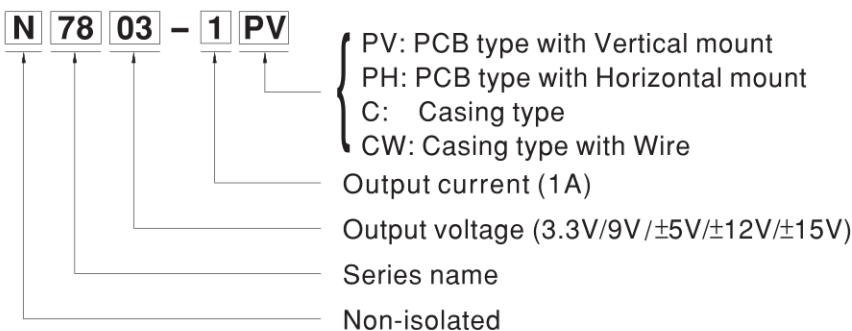 N 78 03 – 1 PV
PV: PCB type with Vertical mount
PH: PCB type with Horizontal mount
C: Casing type
CW: Casing type with Wire
Output current (1A)
Output voltage (3.3V/9V/±5V/±12V/±15V)
Series name
Non-isolated